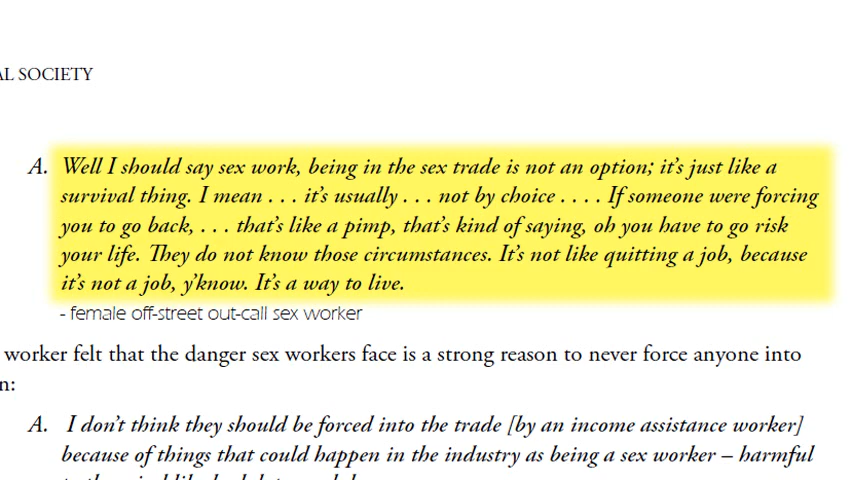 AL SOCIETY
A. Well I should say sex work, being in the sex trade is not an option; it's just like a
survival thing. I mean . . . it's usually . . . not by choice . . . . If someone were forcing
you to go back, . . . that's like a pimp, that's kind of saying, oh you have to go risk
your life. They do not know those circumstances. It's not like quitting a job, because
it's not a job, y'know. It's a way to live.
- female off-street out-call sex worker
worker felt that the danger sex workers face is a strong reason to never force anyone into
n:
A. I don't think they should be forced into the trade [by an income assistance worker]
because of things that could happen in the industry as being a sex worker – harmful